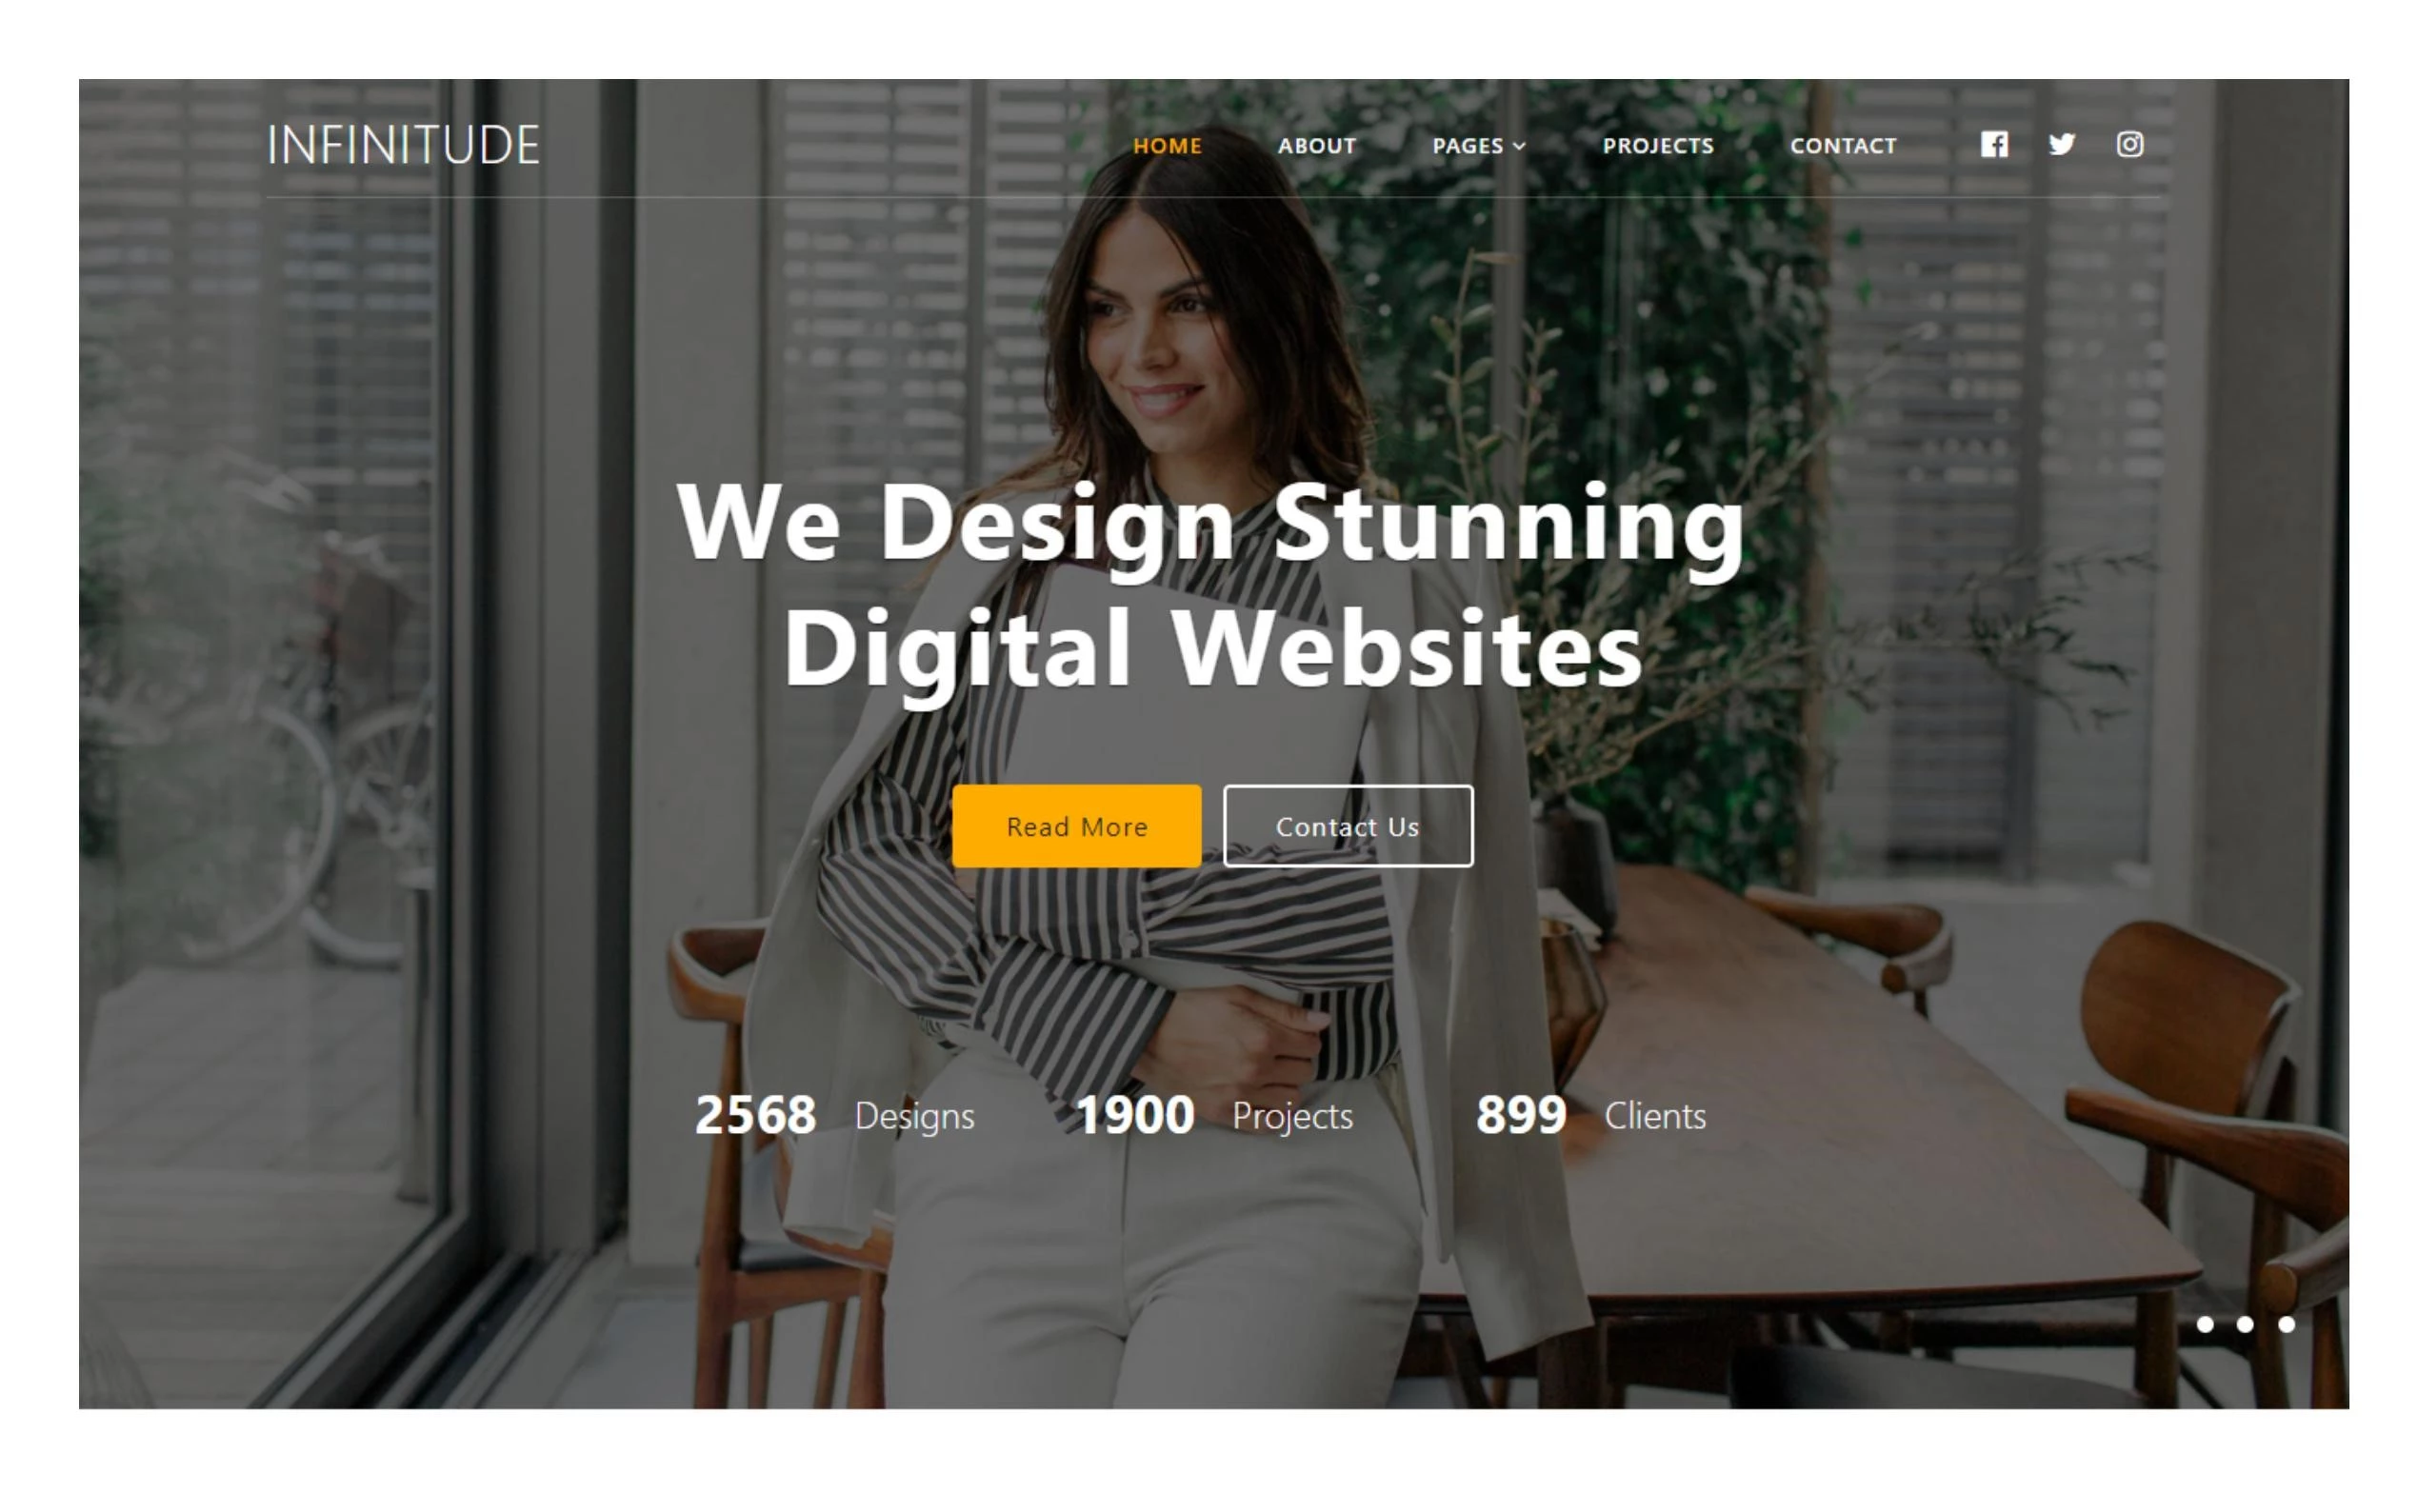 INFINITUDE
HOME ABOUT PAGES PROJECTS CONTACT
We Design Stunning
Digital Websites
Read More Contact Us
2568 Designs 1900 Projects 899 Clients